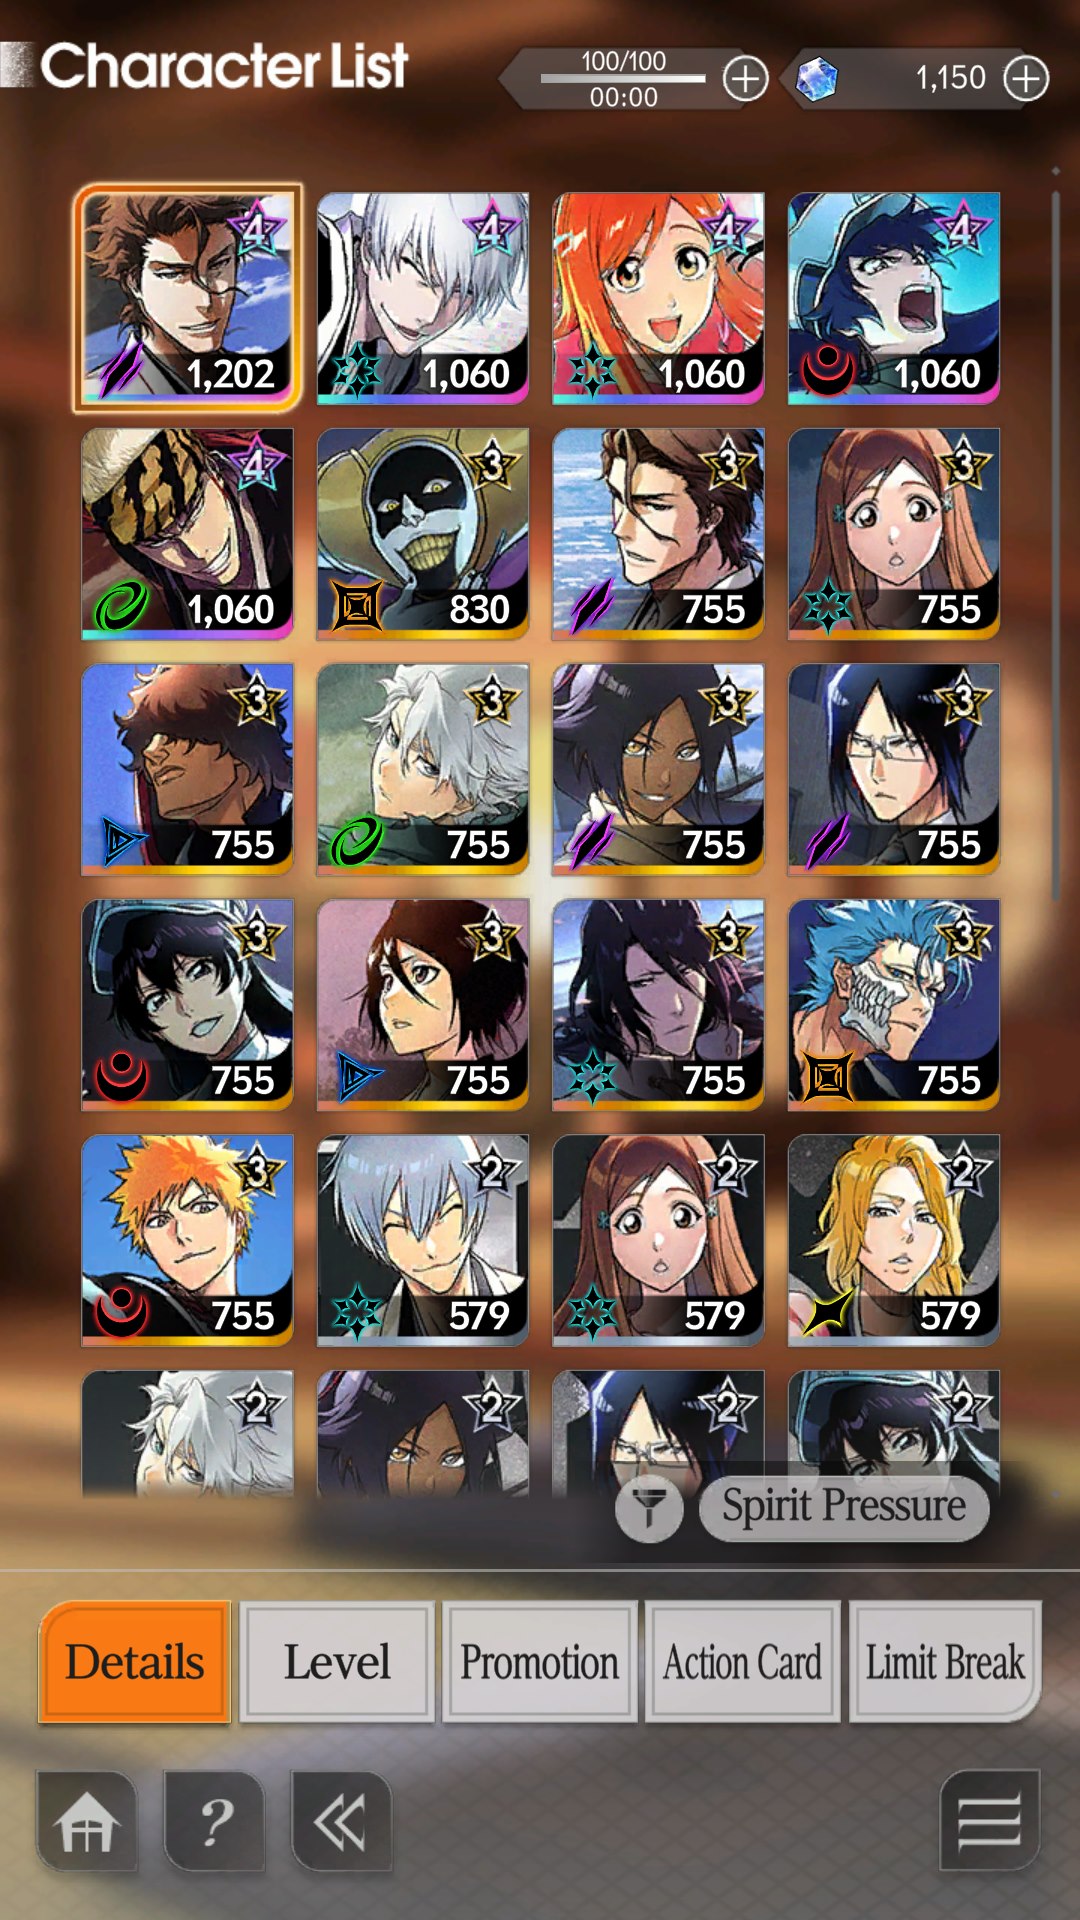 Character List
100/100
00:00
1,150
4 4 4 4
1,202 1,060 1,060 1,060
4 3 3 3
1,060 830 755 755
3 3 3 3
755 755 755 755
3 3 3 3
755 755 755 755
3 2 2 2
755 579 579 579
2 2 2 2
Spirit Pressure
Details Level Promotion Action Card Limit Break
?